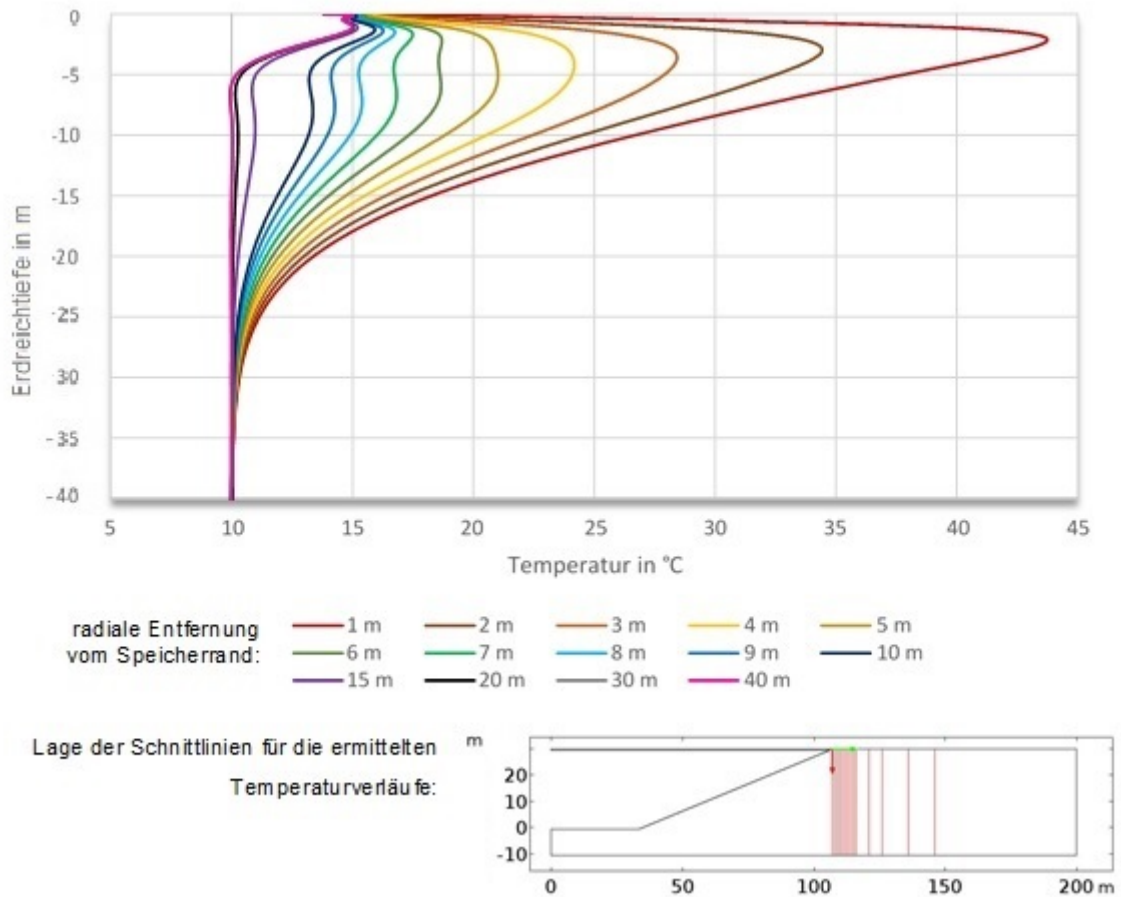 0
-5
-10
-15
-20
-25
-30
-35
-40
Erdreichtiefe in m
5 10 15 20 25 30 35 40 45
Temperatur in °C
radiale Entfernung
vom Speicherrand:
1 m 2 m 3 m 4 m 5 m
6 m 7 m 8 m 9 m 10 m
15 m 20 m 30 m 40 m
Lage der Schnittlinien für die ermittelten
Temperaturverläufe:
m
20
10
0
-10
0 50 100 150 200 m